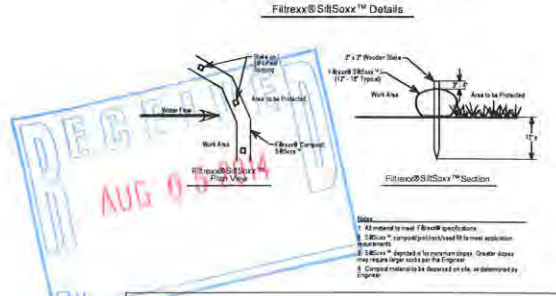 Filtrexx® SiltSoxx™ Details
Stake on
Spacing
Water Flow
Area to be Protected
Work Area
Filtrexx® Compost
SiltSoxx™
Filtrexx® SiltSoxx™
Plan View
2" x 2" Wooden Stake
Filtrexx® SiltSoxx™
(12" - 18" Typical)
Work Area
Area to be Protected
12"
Filtrexx® SiltSoxx™ Section
AUG 05 2014
Notes
1 All material to meet Filtrexx® specifications
2 SiltSoxx™ compost/soil/rock/seed fill to meet application
requirements
3 SiltSoxx™ depicted is for minimum slopes. Greater slopes
may require larger socks per the Engineer
4 Compost material to be dispersed on site, as determined by
Engineer